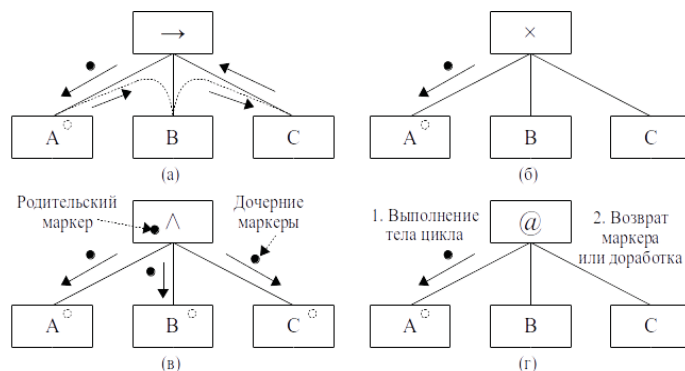 →
×
A
B
C
A
B
C
(а)
(б)
Родительский
маркер
∧
Дочерние
маркеры
1. Выполнение
тела цикла
@
2. Возврат
маркера
или доработка
A
B
C
A
B
C
(в)
(г)